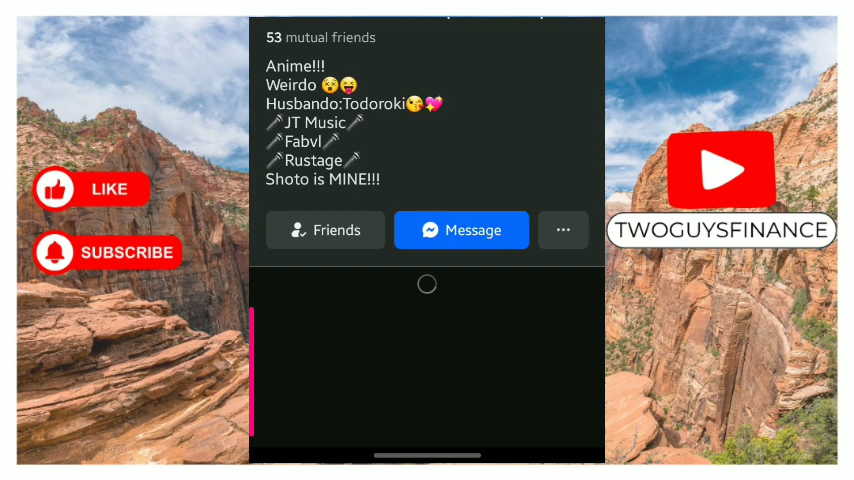 53 mutual friends
Anime!!!
Weirdo 😵😝
Husbando:Todoroki😘💖
🎤JT Music🎤
🎤Fabvl🎤
🎤Rustage🎤
Shoto is MINE!!!
Friends
Message
LIKE
SUBSCRIBE
TWOGUYSFINANCE